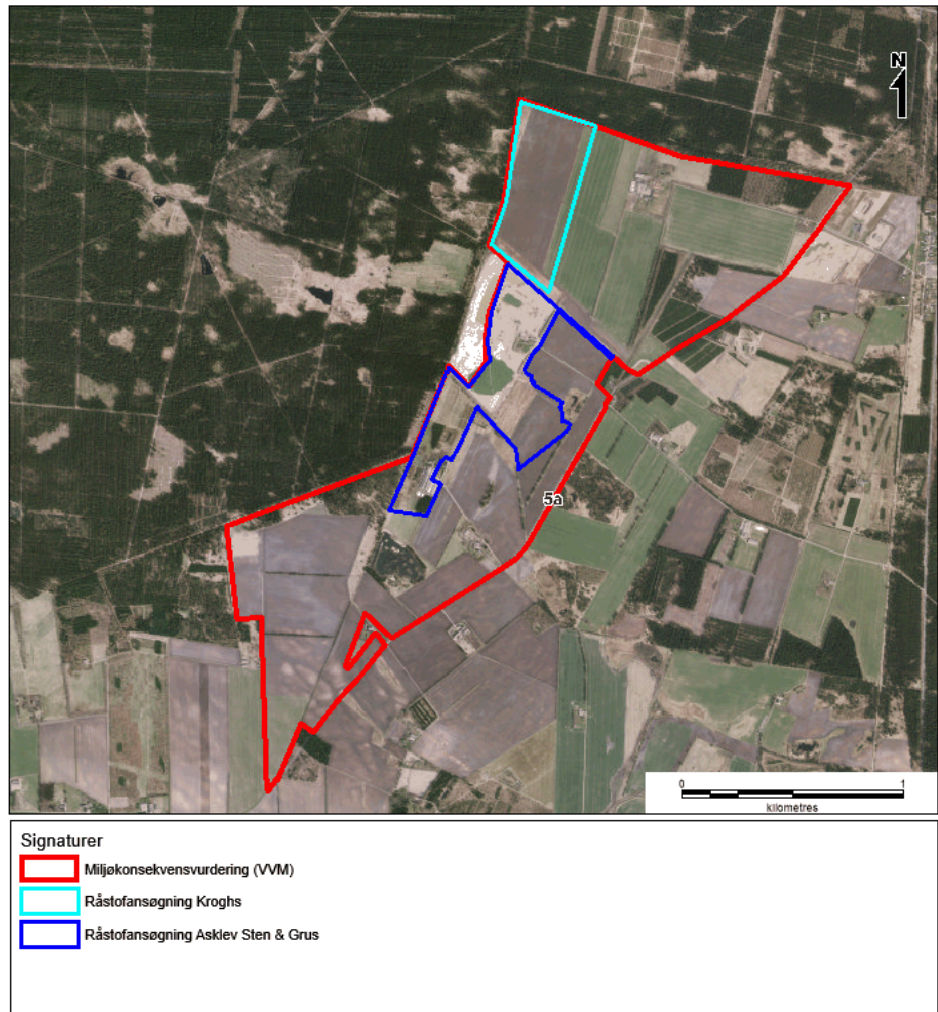 N
5a
0 1
kilometres
Signaturer
Miljøkonsekvensvurdering (VVM)
Råstofansøgning Kroghs
Råstofansøgning Asklev Sten & Grus